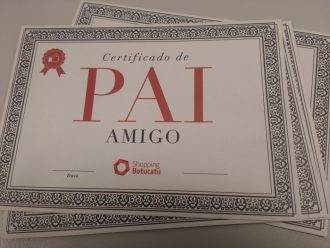 Certificado de
PAI
AMIGO
Data
Shopping
Botucatu